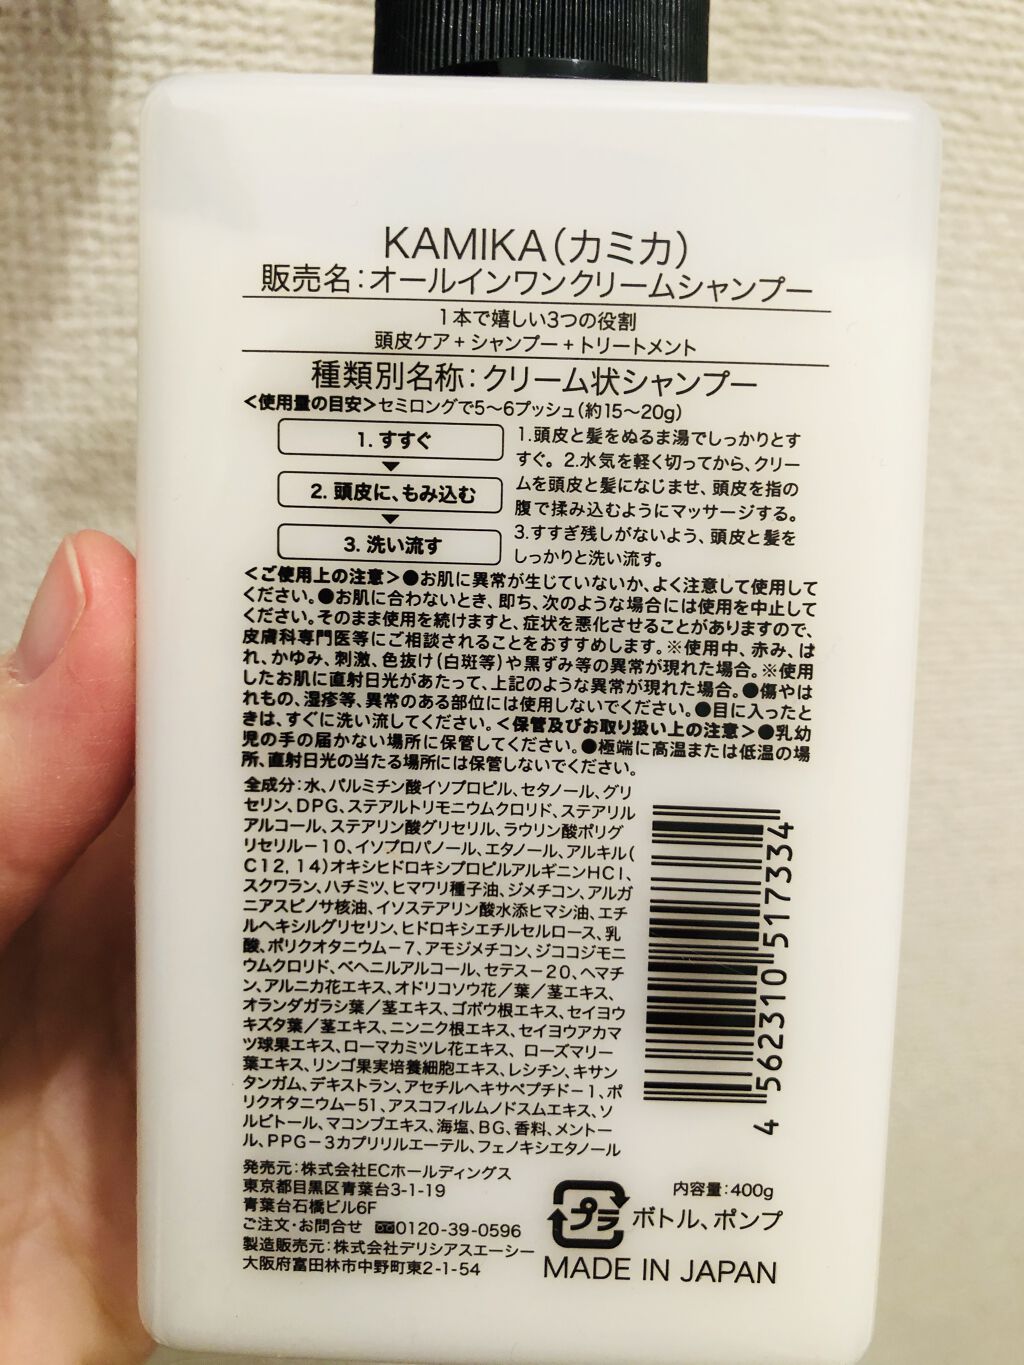 KAMIKA(カミカ)
販売名:オールインワンクリームシャンプー
1本で嬉しい3つの役割
頭皮ケア+シャンプー+トリートメント
種類別名称:クリーム状シャンプー
<使用量の目安>セミロングで5〜6プッシュ(約15〜20g)
1. すすぐ
2. 頭皮に、もみ込む
3. 洗い流す
1.頭皮と髪をぬるま湯でしっかりとす
すぐ。2.水気を軽く切ってから、クリー
ムを頭皮と髪になじませ、頭皮を指の
腹で揉み込むようにマッサージする。
3.すすぎ残しがないよう、頭皮と髪を
しっかりと洗い流す。
<ご使用上の注意>●お肌に異常が生じていないか、よく注意して使用して
ください。●お肌に合わないとき、即ち、次のような場合には使用を中止して
ください。そのまま使用を続けますと、症状を悪化させることがありますので、
皮膚科専門医等にご相談されることをおすすめします。※使用中、赤み、は
れ、かゆみ、刺激、色抜け(白斑等)や黒ずみ等の異常が現れた場合。※使用
したお肌に直射日光があたって、上記のような異常が現れた場合。●傷やは
れもの、湿疹等、異常のある部位には使用しないでください。●目に入ったと
きは、すぐに洗い流してください。<保管及びお取り扱い上の注意>●乳幼
児の手の届かない場所に保管してください。●極端に高温または低温の場
所、直射日光の当たる場所には保管しないでください。
全成分:水、パルミチン酸イソプロピル、セタノール、グリ
セリン、DPG、ステアルトリモニウムクロリド、ステアリル
アルコール、ステアリン酸グリセリル、ラウリン酸ポリグ
リセリル−10、イソプロパノール、エタノール、アルキル(
C12,14)オキシヒドロキシプロピルアルギニンHCl、
スクワラン、ハチミツ、ヒマワリ種子油、ジメチコン、アルガ
ニアスピノサ核油、イソステアリン酸水添ヒマシ油、エチ
ルヘキシルグリセリン、ヒドロキシエチルセルロース、乳
酸、ポリクオタニウム−7、アモジメチコン、ジココジモニ
ウムクロリド、ベヘニルアルコール、セテス−20、ヘマチ
ン、アルニカ花エキス、オドリコソウ花/葉/茎エキス、
オランダガラシ葉/茎エキス、ゴボウ根エキス、セイヨウ
キズタ葉/茎エキス、ニンニク根エキス、セイヨウアカマ
ツ球果エキス、ローマカミツレ花エキス、ローズマリー
葉エキス、リンゴ果実培養細胞エキス、レシチン、キサン
タンガム、デキストラン、アセチルヘキサペプチド−1、ポ
リクオタニウム−51、アスコフィルムノドスムエキス、ソ
ルビトール、マコンブエキス、海塩、BG、香料、メントー
ル、PPG−3カプリリルエーテル、フェノキシエタノール
4 562310 517334
発売元:株式会社ECホールディングス
東京都目黒区青葉台3-1-19
青葉台石橋ビル6F
ご注文・お問合せ 0120-39-0596
製造販売元:株式会社デリシアスエーシー
大阪府富田林市中野町東2-1-54
内容量:400g
プラ ボトル、ポンプ
MADE IN JAPAN